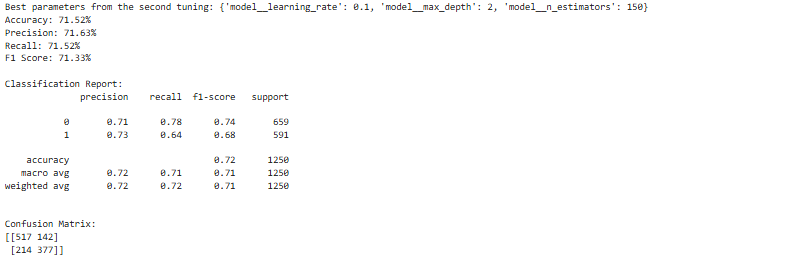 Best parameters from the second tuning: {'model__learning_rate': 0.1, 'model__max_depth': 2, 'model__n_estimators': 150}
Accuracy: 71.52%
Precision: 71.63%
Recall: 71.52%
F1 Score: 71.33%
Classification Report:
precision recall f1-score support
0 0.71 0.78 0.74 659
1 0.73 0.64 0.68 591
accuracy 0.72 1250
macro avg 0.72 0.71 0.71 1250
weighted avg 0.72 0.72 0.71 1250
Confusion Matrix:
[[517 142]
[214 377]]